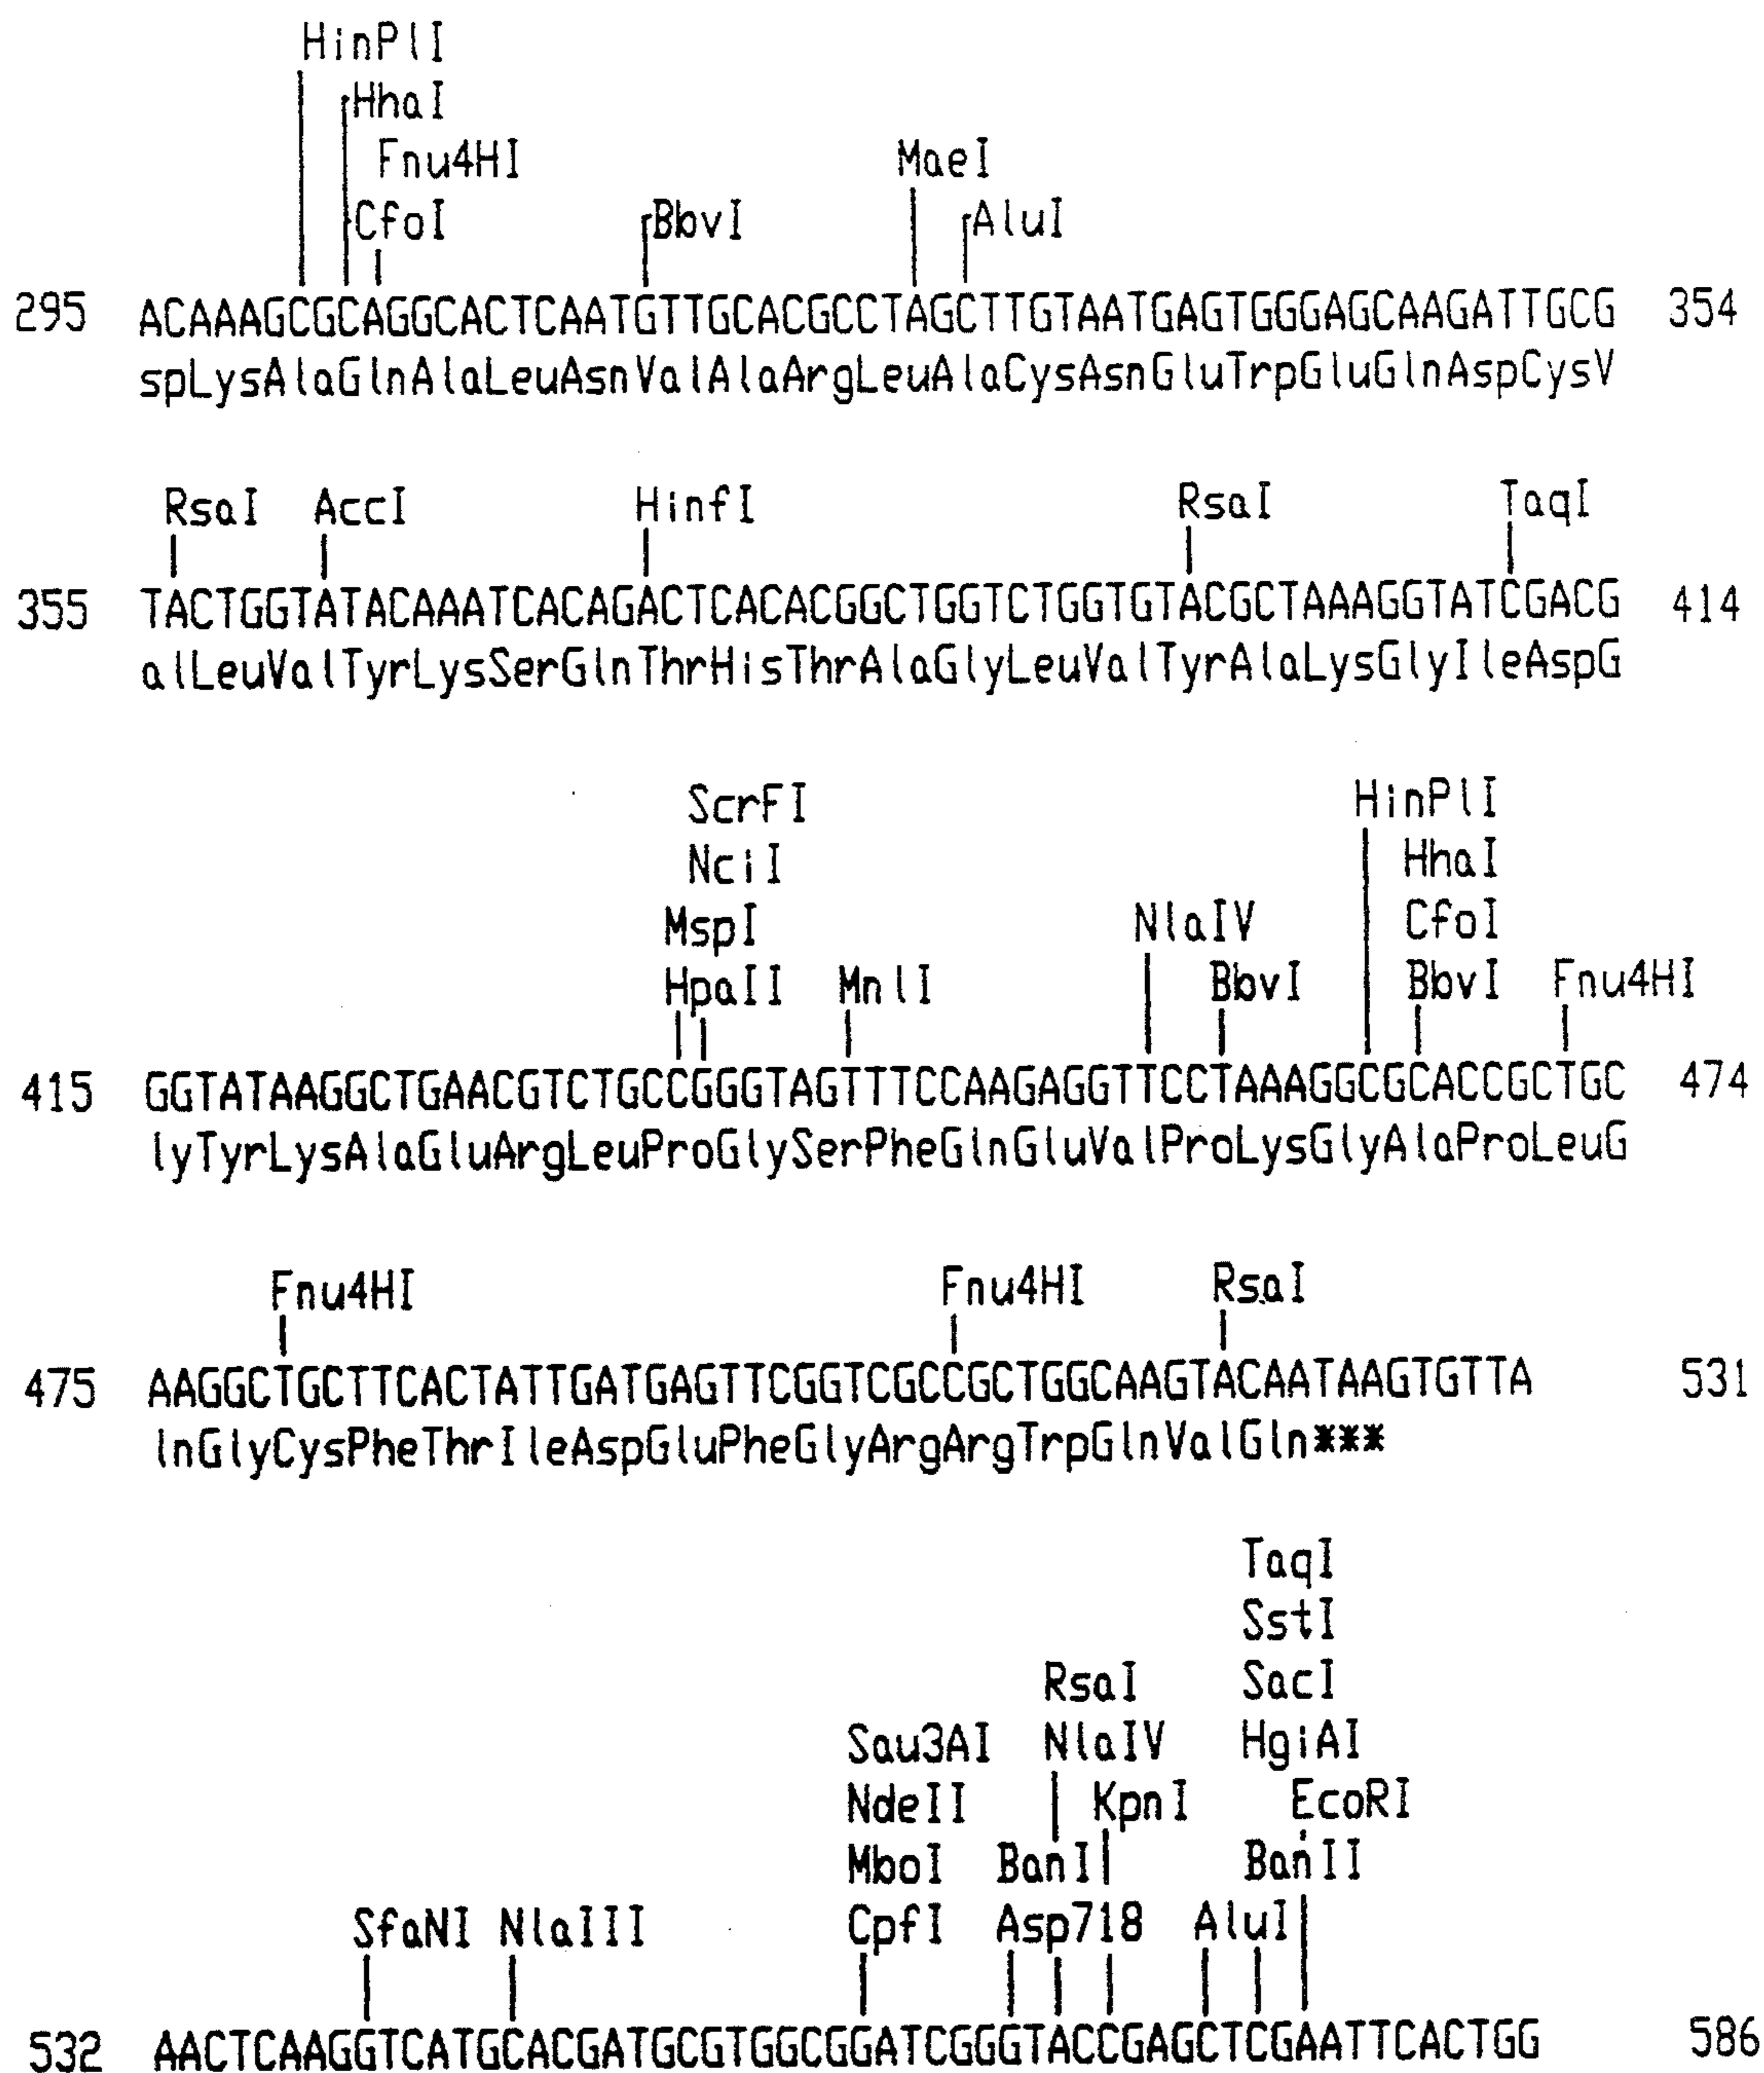 HinPlI
HhaI
Fnu4HI MaeI
CfoI BbvI AluI
295 ACAAAGCGCAGGCACTCAATGTTGCACGCCTAGCTTGTAATGAGTGGGAGCAAGATTGCG 354
spLysAlaGlnAlaLeuAsnValAlaArgLeuAlaCysAsnGluTrpGluGlnAspCysV
RsaI AccI HinfI RsaI TaqI
355 TACTGGTATACAAATCACAGACTCACACGGCTGGTCTGGTGTACGCTAAAGGTATCGACG 414
alLeuValTyrLysSerGlnThrHisThrAlaGlyLeuValTyrAlaLysGlyIleAspG
ScrFI HinPlI
NciI HhaI
MspI NlaIV CfoI
HpaII MnlI BbvI BbvI Fnu4HI
415 GGTATAAGGCTGAACGTCTGCCGGGTAGTTTCCAAGAGGTTCCTAAAGGCGCACCGCTGC 474
lyTyrLysAlaGluArgLeuProGlySerPheGlnGluValProLysGlyAlaProLeuG
Fnu4HI Fnu4HI RsaI
475 AAGGCTGCTTCACTATTGATGAGTTCGGTCGCCGCTGGCAAGTACAATAAGTGTTA 531
lnGlyCysPheThrIleAspGluPheGlyArgArgTrpGlnValGln***
TaqI
SstI
RsaI SacI
Sau3AI NlaIV HgiAI
NdeII KpnI EcoRI
MboI BanI BanII
SfaNI NlaIII CpfI Asp718 AluI
532 AACTCAAGGTCATGCACGATGCGTGGCGGATCGGGTACCGAGCTCGAATTCACTGG 586